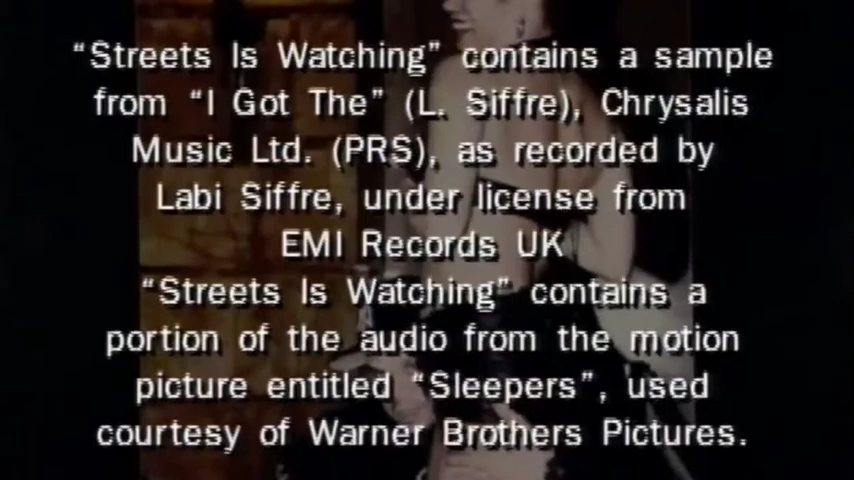 “Streets Is Watching” contains a sample
from “I Got The” (L. Siffre), Chrysalis
Music Ltd. (PRS), as recorded by
Labi Siffre, under license from
EMI Records UK
“Streets Is Watching” contains a
portion of the audio from the motion
picture entitled “Sleepers”, used
courtesy of Warner Brothers Pictures.